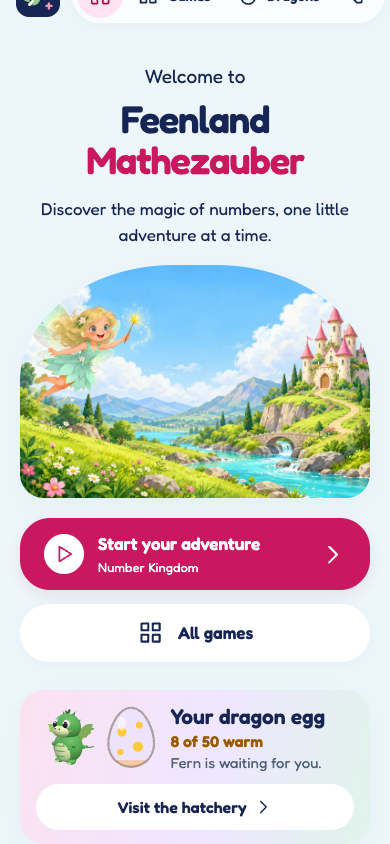 Welcome to
Feenland
Mathezauber
Discover the magic of numbers, one little
adventure at a time.
Start your adventure
Number Kingdom
All games
Your dragon egg
8 of 50 warm
Fern is waiting for you.
Visit the hatchery